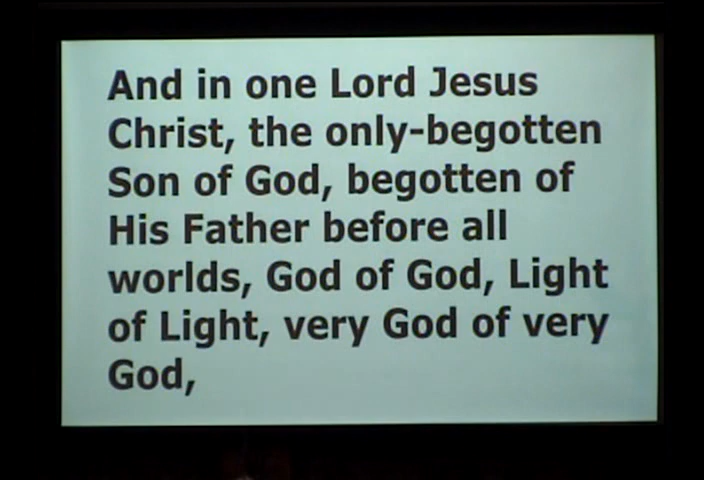 And in one Lord Jesus
Christ, the only-begotten
Son of God, begotten of
His Father before all
worlds, God of God, Light
of Light, very God of very
God,